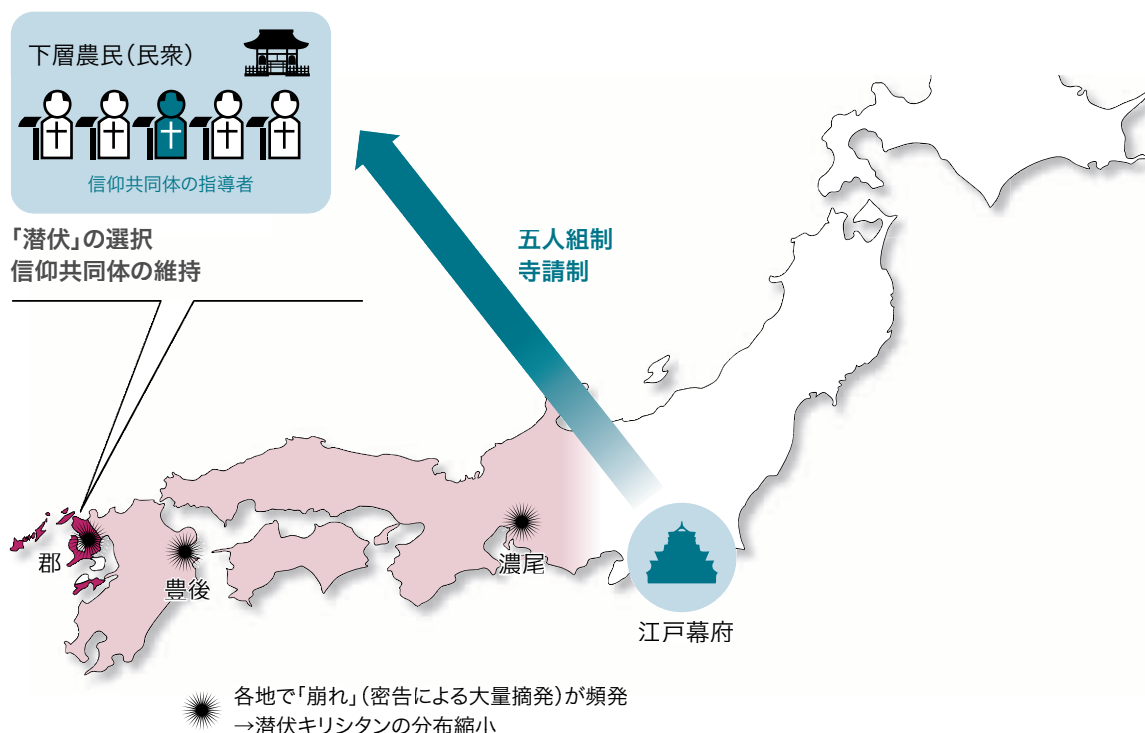 下層農民(民衆)
信仰共同体の指導者
「潜伏」の選択
信仰共同体の維持
五人組制
寺請制
郡
豊後
濃尾
江戸幕府
各地で「崩れ」(密告による大量摘発)が頻発
→潜伏キリシタンの分布縮小